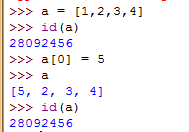 >>> a = [1,2,3,4]
>>> id(a)
28092456
>>> a[0] = 5
>>> a
[5, 2, 3, 4]
>>> id(a)
28092456